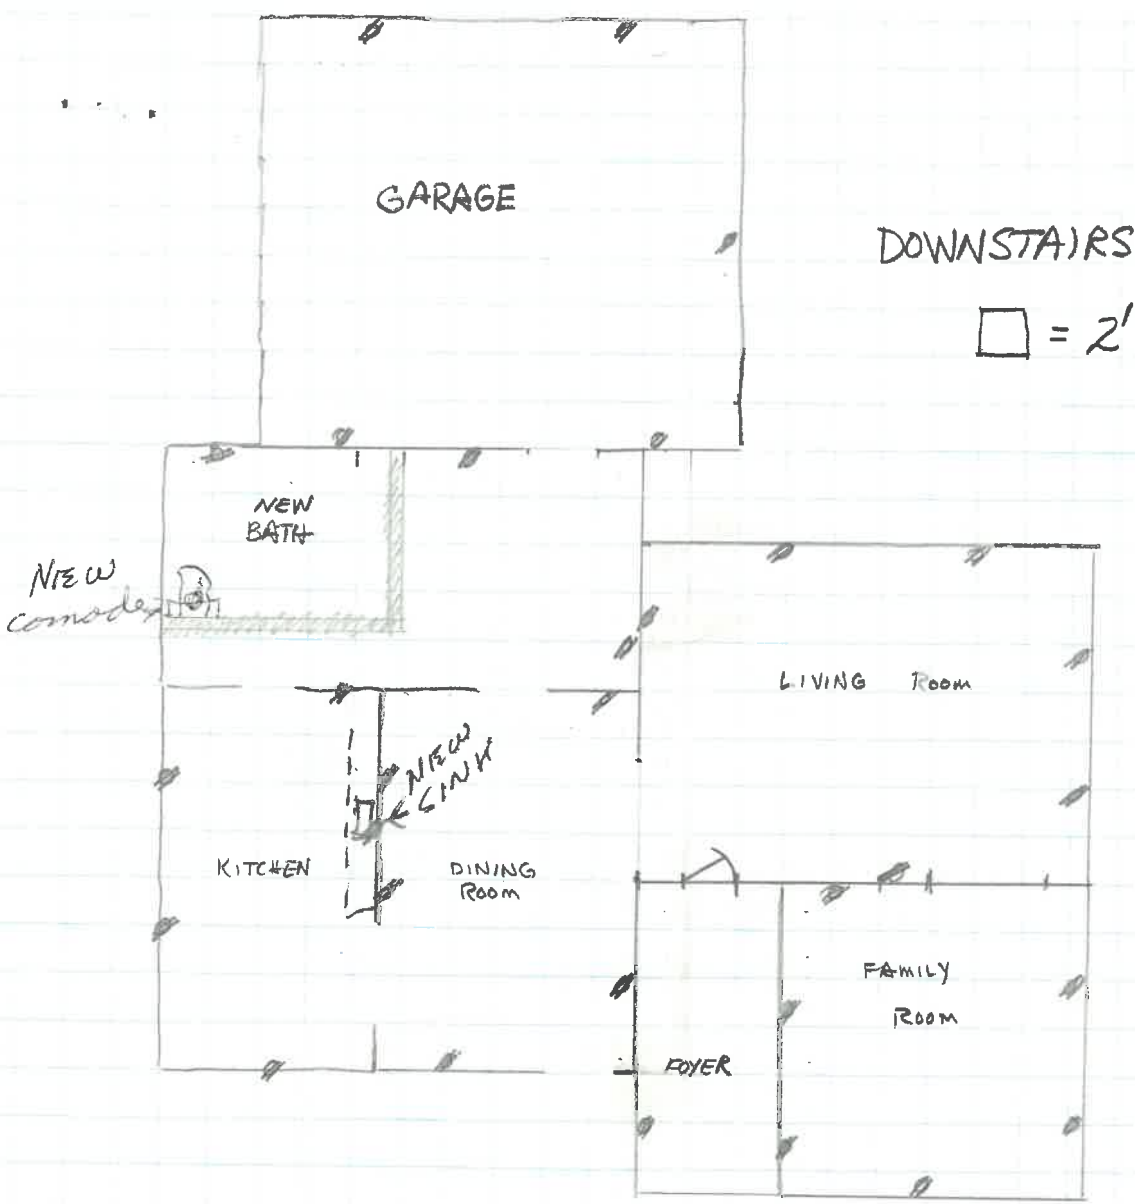 GARAGE
DOWNSTAIRS
= 2'
NEW
BATH
NEW
comode
LIVING Room
NEW
SINK
KITCHEN
DINING
Room
FAMILY
Room
FOYER